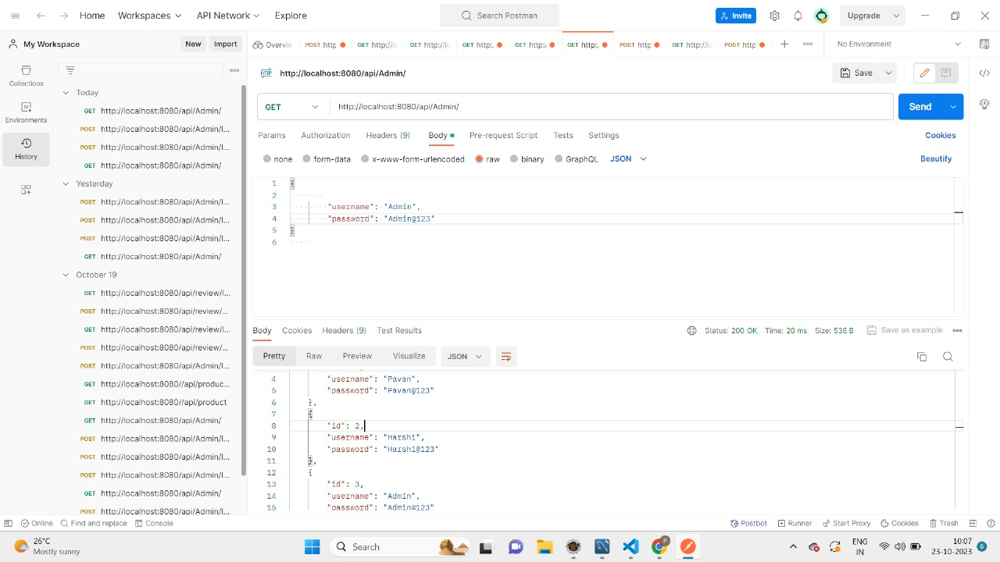 Home Workspaces API Network Explore Search Postman Invite Upgrade
My Workspace New Import
Overvie POST http GET http://lo GET http://lo GET http:/ GET http:/ GET http:/ POST http GET http://lo POST http No Environment
Collections
Environments
History
Today
GET http://localhost:8080/api/Admin/
POST http://localhost:8080/api/Admin/l...
POST http://localhost:8080/api/Admin/l...
GET http://localhost:8080/api/Admin/
Yesterday
POST http://localhost:8080/api/Admin/l...
POST http://localhost:8080/api/Admin/l...
POST http://localhost:8080/api/Admin/l...
GET http://localhost:8080/api/Admin/
October 19
GET http://localhost:8080/api/review/l...
POST http://localhost:8080/api/review/...
GET http://localhost:8080/api/review/l...
POST http://localhost:8080/api/review/...
POST http://localhost:8080/api/Admin/l...
GET http://localhost:8080//api/produc...
GET http://localhost:8080//api/product
GET http://localhost:8080/api/Admin/
POST http://localhost:8080/api/Admin/l...
POST http://localhost:8080/api/Admin/l...
POST http://localhost:8080/api/Admin/l...
GET http://localhost:8080/api/Admin/
POST http://localhost:8080/api/Admin/l...
HTTP http://localhost:8080/api/Admin/ Save
GET http://localhost:8080/api/Admin/ Send
Params Authorization Headers (9) Body Pre-request Script Tests Settings Cookies
none form-data x-www-form-urlencoded raw binary GraphQL JSON Beautify
1 {
2
3 "username": "Admin",
4 "password": "Admin@123"
5 }
6
Body Cookies Headers (9) Test Results Status: 200 OK Time: 20 ms Size: 536 B Save as example
Pretty Raw Preview Visualize JSON
4 "username": "Pavan",
5 "password": "Pavan@123"
6 },
7 {
8 "id": 2,
9 "username": "Harshi",
10 "password": "Harshi@123"
11 },
12 {
13 "id": 3,
14 "username": "Admin",
15 "password": "Admin@123"
Online Find and replace Console Postbot Runner Start Proxy Cookies Trash
26°C
Mostly sunny
Search
P
ENG
IN
10:07
23-10-2023
6